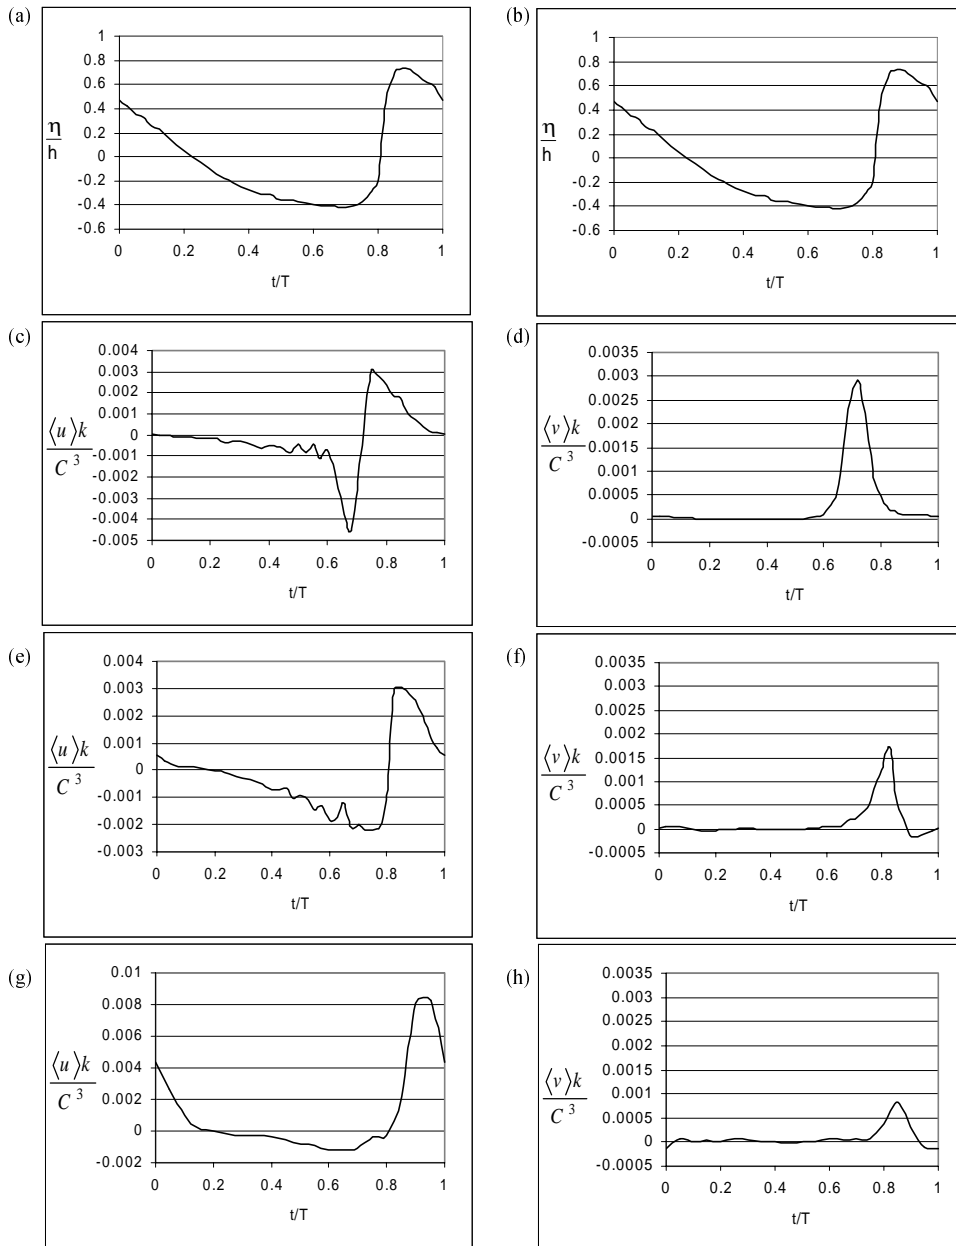 (a)
1
0.8
0.6
0.4
0.2
0
-0.2
-0.4
-0.6
η
h
0 0.2 0.4 0.6 0.8 1
t/T
(b)
1
0.8
0.6
0.4
0.2
0
-0.2
-0.4
-0.6
η
h
0 0.2 0.4 0.6 0.8 1
t/T
(c)
0.004
0.003
0.002
0.001
0
-0.001
-0.002
-0.003
-0.004
-0.005
⟨u⟩k
C³
0 0.2 0.4 0.6 0.8 1
t/T
(d)
0.0035
0.003
0.0025
0.002
0.0015
0.001
0.0005
0
-0.0005
⟨v⟩k
C³
0 0.2 0.4 0.6 0.8 1
t/T
(e)
0.004
0.003
0.002
0.001
0
-0.001
-0.002
-0.003
⟨u⟩k
C³
0 0.2 0.4 0.6 0.8 1
t/T
(f)
0.0035
0.003
0.0025
0.002
0.0015
0.001
0.0005
0
-0.0005
⟨v⟩k
C³
0 0.2 0.4 0.6 0.8 1
t/T
(g)
0.01
0.008
0.006
0.004
0.002
0
-0.002
⟨u⟩k
C³
0 0.2 0.4 0.6 0.8 1
t/T
(h)
0.0035
0.003
0.0025
0.002
0.0015
0.001
0.0005
0
-0.0005
⟨v⟩k
C³
0 0.2 0.4 0.6 0.8 1
t/T